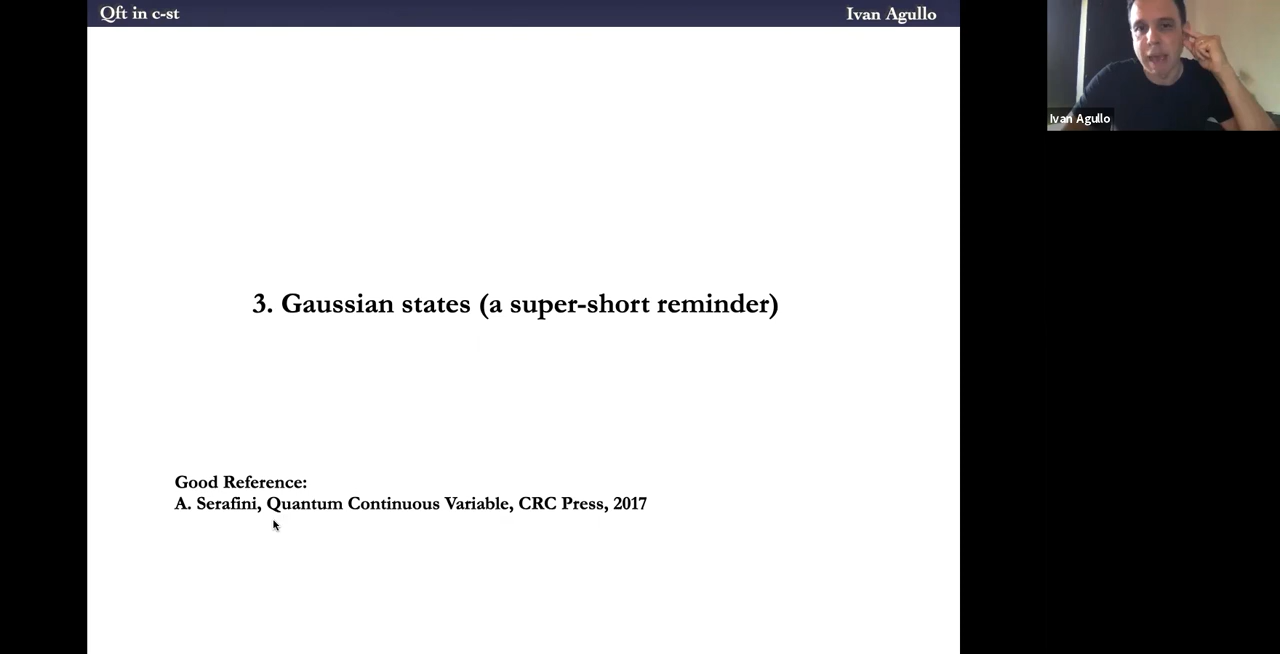 Qft in c-st
Ivan Agullo
Ivan Agullo
3. Gaussian states (a super-short reminder)
Good Reference:
A. Serafini, Quantum Continuous Variable, CRC Press, 2017